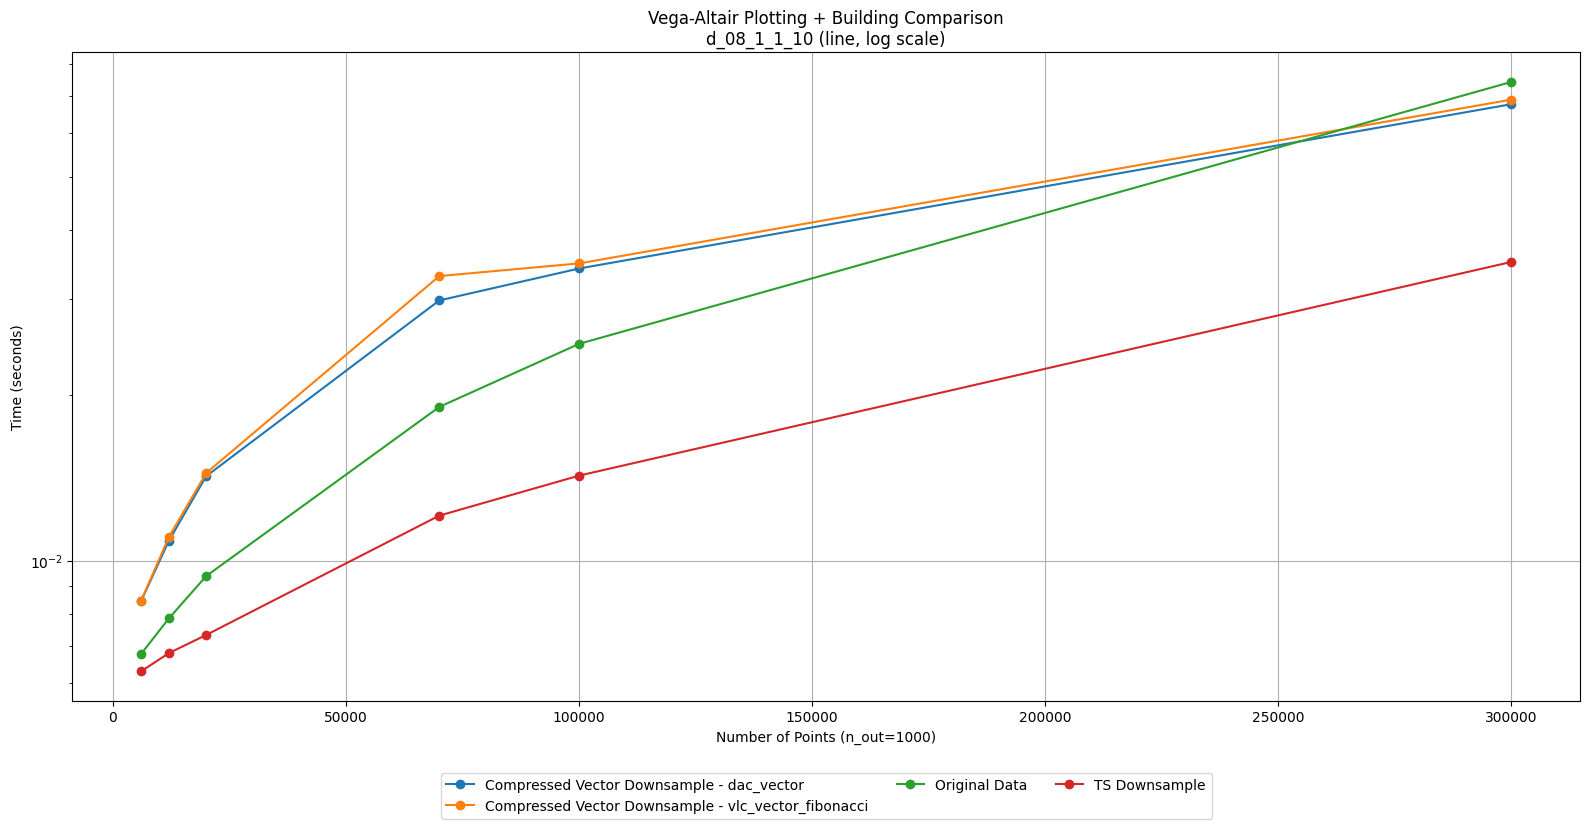 Vega-Altair Plotting + Building Comparison
d_08_1_1_10 (line, log scale)
Time (seconds)
10⁻²
0 50000 100000 150000 200000 250000 300000
Number of Points (n_out=1000)
Compressed Vector Downsample - dac_vector
Compressed Vector Downsample - vlc_vector_fibonacci
Original Data
TS Downsample